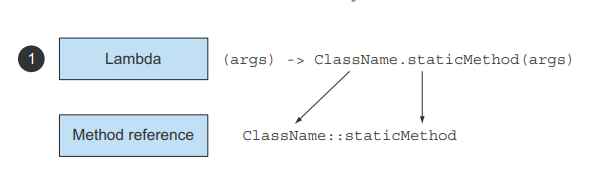 1 Lambda (args) -> ClassName.staticMethod(args)
Method reference ClassName::staticMethod